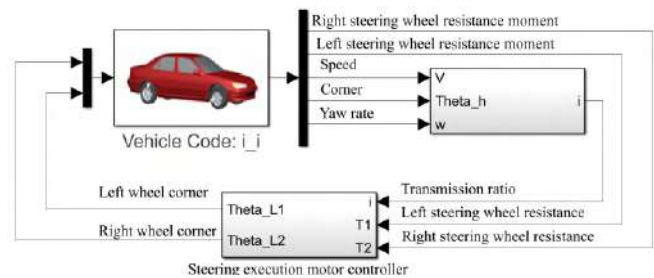 Right steering wheel resistance moment
Left steering wheel resistance moment
Speed
V
Corner
Theta_h
i
Yaw rate
w
Vehicle Code: i_i
Left wheel corner
Theta_L1
i
Transmission ratio
T1
Left steering wheel resistance
Right wheel corner
Theta_L2
T2
Right steering wheel resistance
Steering execution motor controller